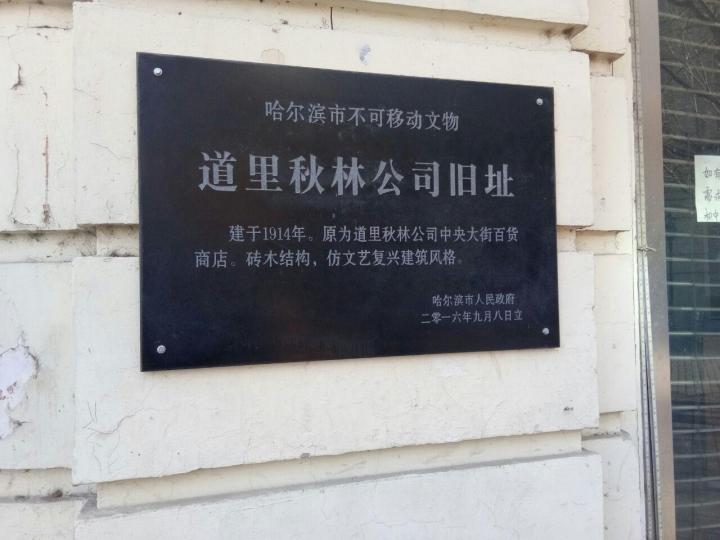 哈尔滨市不可移动文物
道里秋林公司旧址
建于1914年。原为道里秋林公司中央大街百货
商店。砖木结构，仿文艺复兴建筑风格。
哈尔滨市人民政府
二零一六年九月八日立
如有